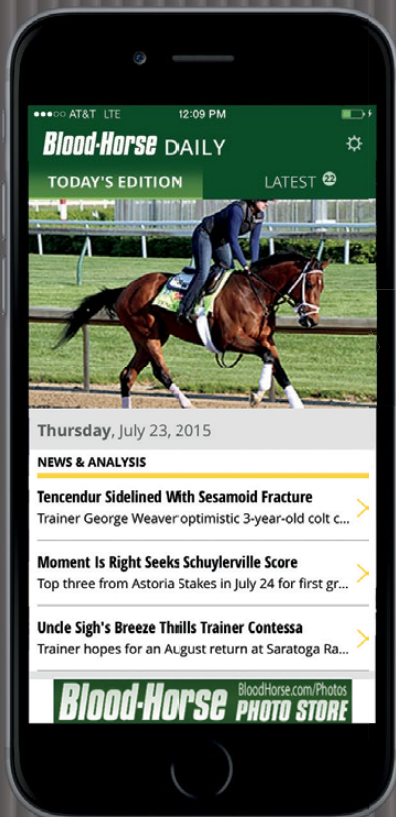 AT&T LTE 12:09 PM
Blood-Horse DAILY
TODAY'S EDITION LATEST 22
Thursday, July 23, 2015
NEWS & ANALYSIS
Tencendur Sidelined With Sesamoid Fracture
Trainer George Weaver optimistic 3-year-old colt c...
Moment Is Right Seeks Schuylerville Score
Top three from Astoria Stakes in July 24 for first gr...
Uncle Sigh's Breeze Thrills Trainer Contessa
Trainer hopes for an August return at Saratoga Ra...
BloodHorse.com/Photos
Blood-Horse PHOTO STORE